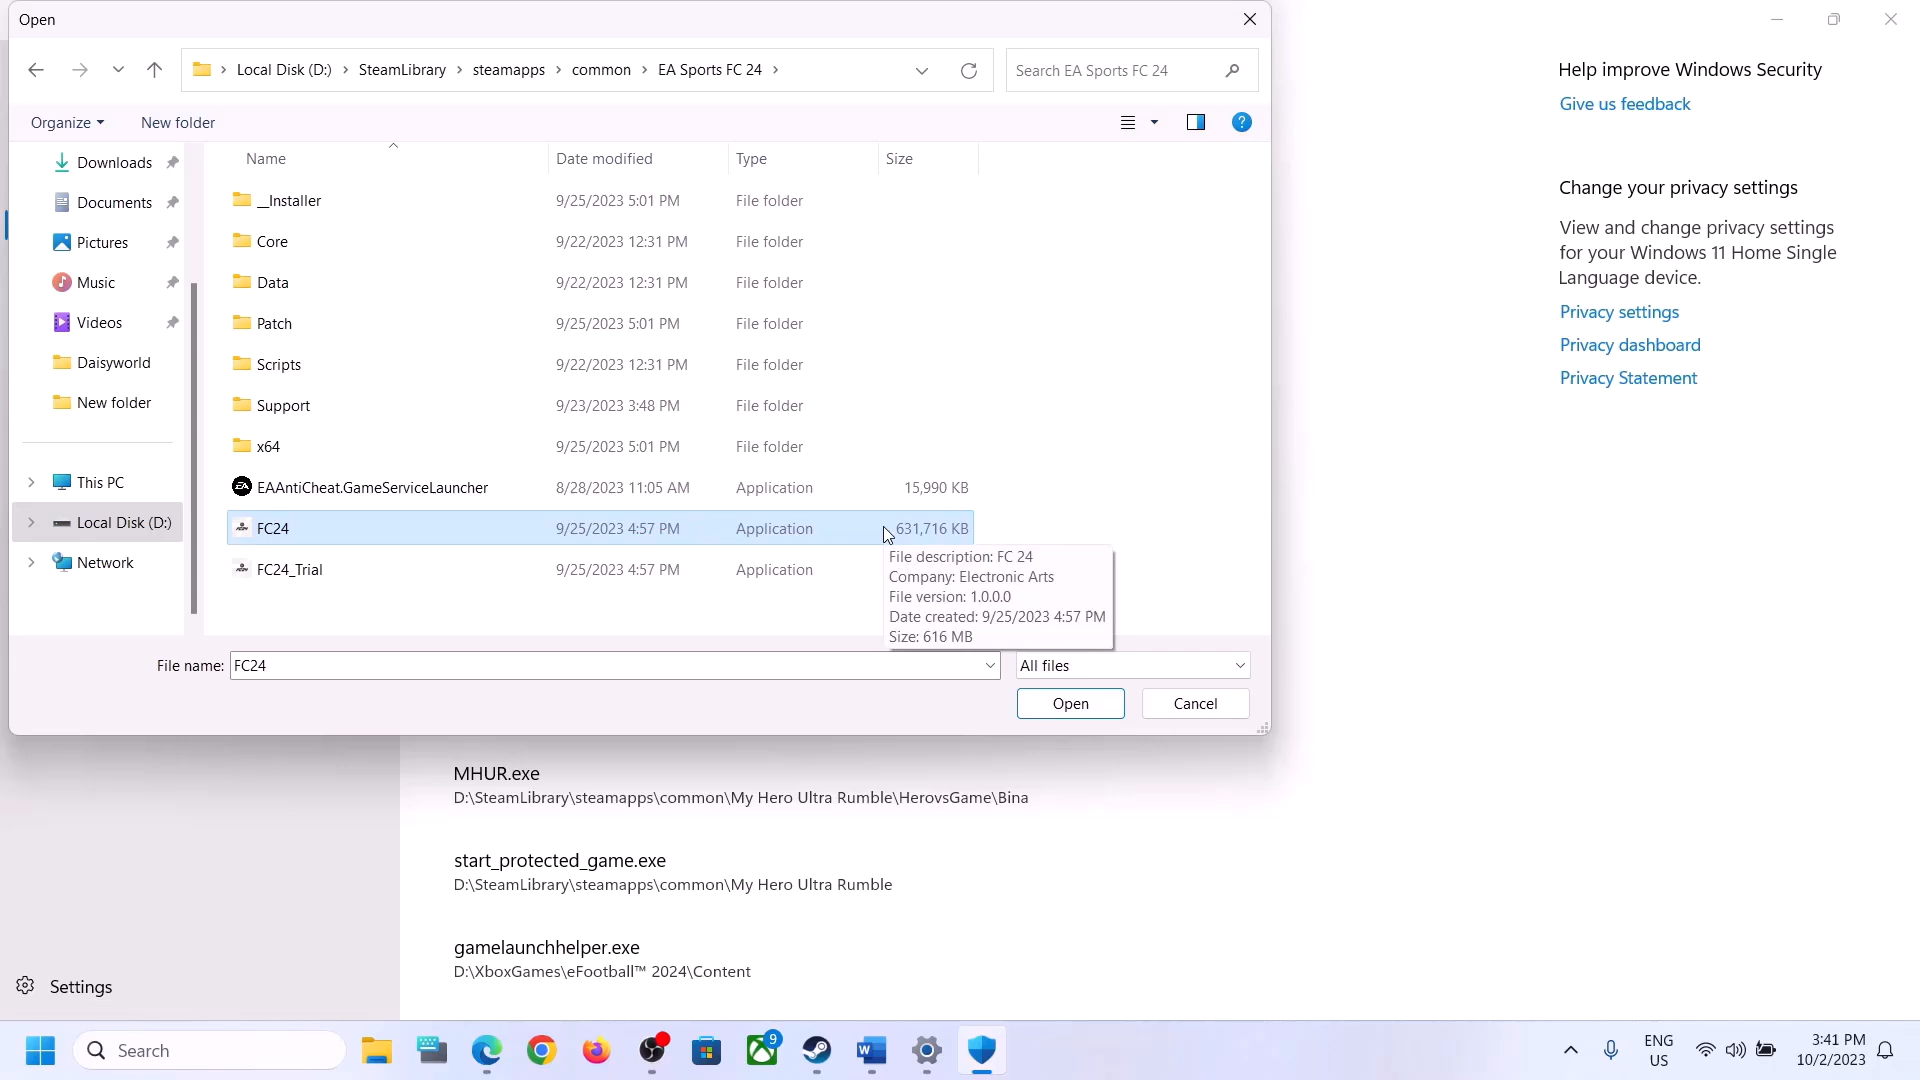 Open
Local Disk (D:) SteamLibrary steamapps common EA Sports FC 24
Search EA Sports FC 24
Organize New folder
Downloads
Documents
Pictures
Music
Videos
Daisyworld
New folder
This PC
Local Disk (D:)
Network
Name Date modified Type Size
__Installer 9/25/2023 5:01 PM File folder
Core 9/22/2023 12:31 PM File folder
Data 9/22/2023 12:31 PM File folder
Patch 9/25/2023 5:01 PM File folder
Scripts 9/22/2023 12:31 PM File folder
Support 9/23/2023 3:48 PM File folder
x64 9/25/2023 5:01 PM File folder
EAAntiCheat.GameServiceLauncher 8/28/2023 11:05 AM Application 15,990 KB
FC24 9/25/2023 4:57 PM Application 631,716 KB
FC24_Trial 9/25/2023 4:57 PM Application
File description: FC 24
Company: Electronic Arts
File version: 1.0.0.0
Date created: 9/25/2023 4:57 PM
Size: 616 MB
File name: FC24 All files
Open Cancel
Help improve Windows Security
Give us feedback
Change your privacy settings
View and change privacy settings
for your Windows 11 Home Single
Language device.
Privacy settings
Privacy dashboard
Privacy Statement
MHUR.exe
D:\SteamLibrary\steamapps\common\My Hero Ultra Rumble\HerovsGame\Bina
start_protected_game.exe
D:\SteamLibrary\steamapps\common\My Hero Ultra Rumble
gamelaunchhelper.exe
D:\XboxGames\eFootball™ 2024\Content
Settings
Search
9
ENG
US
3:41 PM
10/2/2023